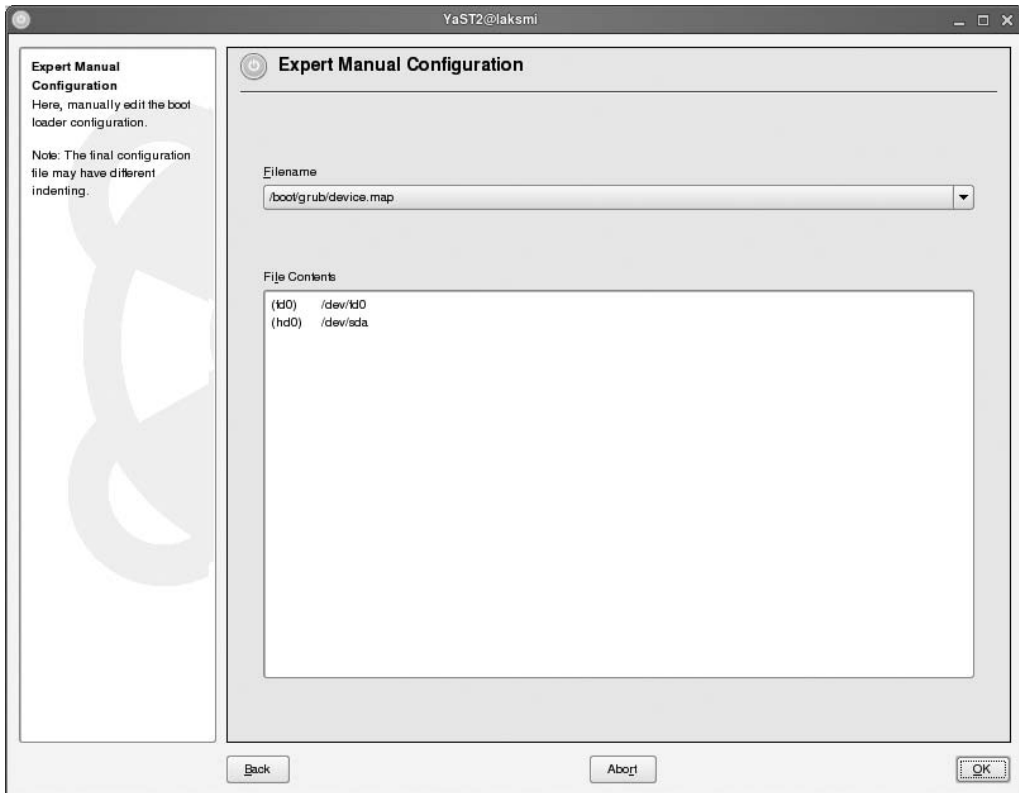 YaST2@laksmi
Expert Manual
Configuration
Here, manually edit the boot
loader configuration.
Note: The final configuration
file may have different
indenting.
Expert Manual Configuration
Filename
/boot/grub/device.map
File Contents
(fd0) /dev/fd0
(hd0) /dev/sda
Back
Abort
OK